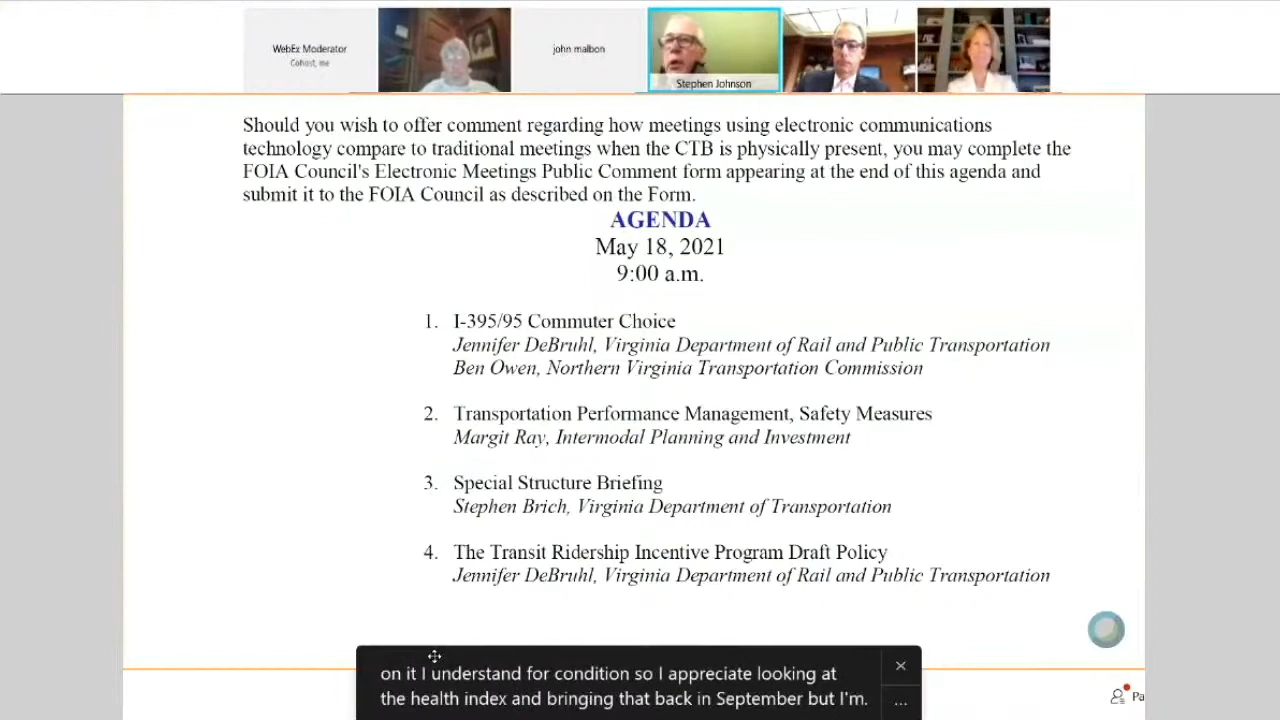 WebEx Moderator
Cohost, me
john malbon
Stephen Johnson
Should you wish to offer comment regarding how meetings using electronic communications
technology compare to traditional meetings when the CTB is physically present, you may complete the
FOIA Council's Electronic Meetings Public Comment form appearing at the end of this agenda and
submit it to the FOIA Council as described on the Form.
AGENDA
May 18, 2021
9:00 a.m.
1. I-395/95 Commuter Choice
Jennifer DeBruhl, Virginia Department of Rail and Public Transportation
Ben Owen, Northern Virginia Transportation Commission
2. Transportation Performance Management, Safety Measures
Margit Ray, Intermodal Planning and Investment
3. Special Structure Briefing
Stephen Brich, Virginia Department of Transportation
4. The Transit Ridership Incentive Program Draft Policy
Jennifer DeBruhl, Virginia Department of Rail and Public Transportation
on it I understand for condition so I appreciate looking at
the health index and bringing that back in September but I'm.
Pa